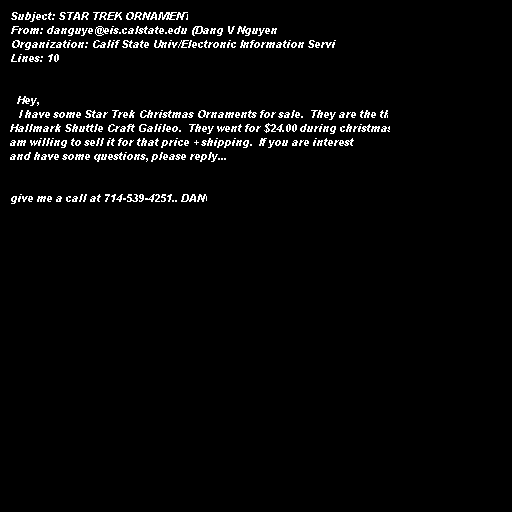 Subject: STAR TREK ORNAMENT
From: danguye@eis.calstate.edu (Dang V Nguyen
Organization: Calif State Univ/Electronic Information Servi
Lines: 10
Hey,
I have some Star Trek Christmas Ornaments for sale. They are the
Hallmark Shuttle Craft Galileo. They went for $24.00 during christmas
am willing to sell it for that price + shipping. If you are interest
and have some questions, please reply...
give me a call at 714-539-4251.. DAN